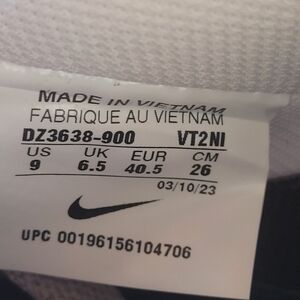 MADE IN VIETNAM
FABRIQUE AU VIETNAM
DZ3638-900 VT2NI
US UK EUR CM
9 6.5 40.5 26
03/10/23
UPC 00196156104706